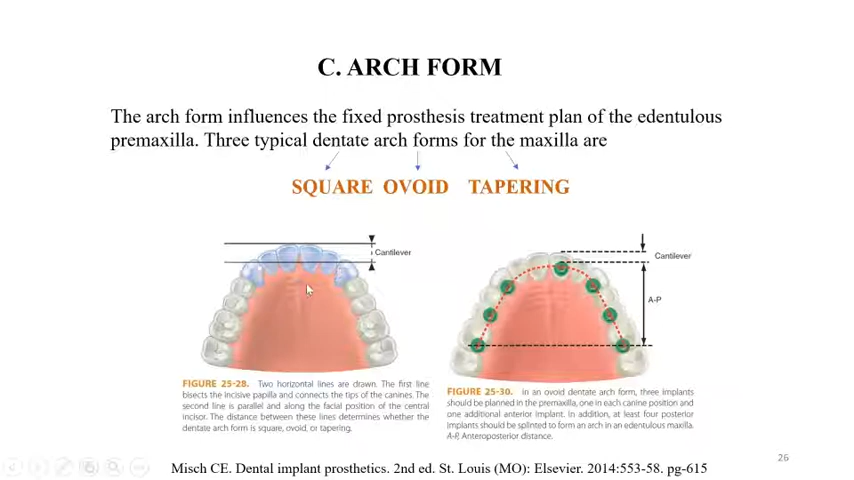 C. ARCH FORM
The arch form influences the fixed prosthesis treatment plan of the edentulous
premaxilla. Three typical dentate arch forms for the maxilla are
SQUARE OVOID TAPERING
Cantilever
Cantilever
A-P
FIGURE 25-28. Two horizontal lines are drawn. The first line
bisects the incisive papilla and connects the tips of the canines. The
second line is parallel and along the facial position of the central
incisor. The distance between these lines determines whether the
dentate arch form is square, ovoid, or tapering.
FIGURE 25-30. In an ovoid dentate arch form, three implants
should be planned in the premaxilla, one in each canine position and
one additional anterior implant. In addition, at least four posterior
implants should be splinted to form an arch in an edentulous maxilla.
A-P, Anteroposterior distance.
26
Misch CE. Dental implant prosthetics. 2nd ed. St. Louis (MO): Elsevier. 2014:553-58. pg-615